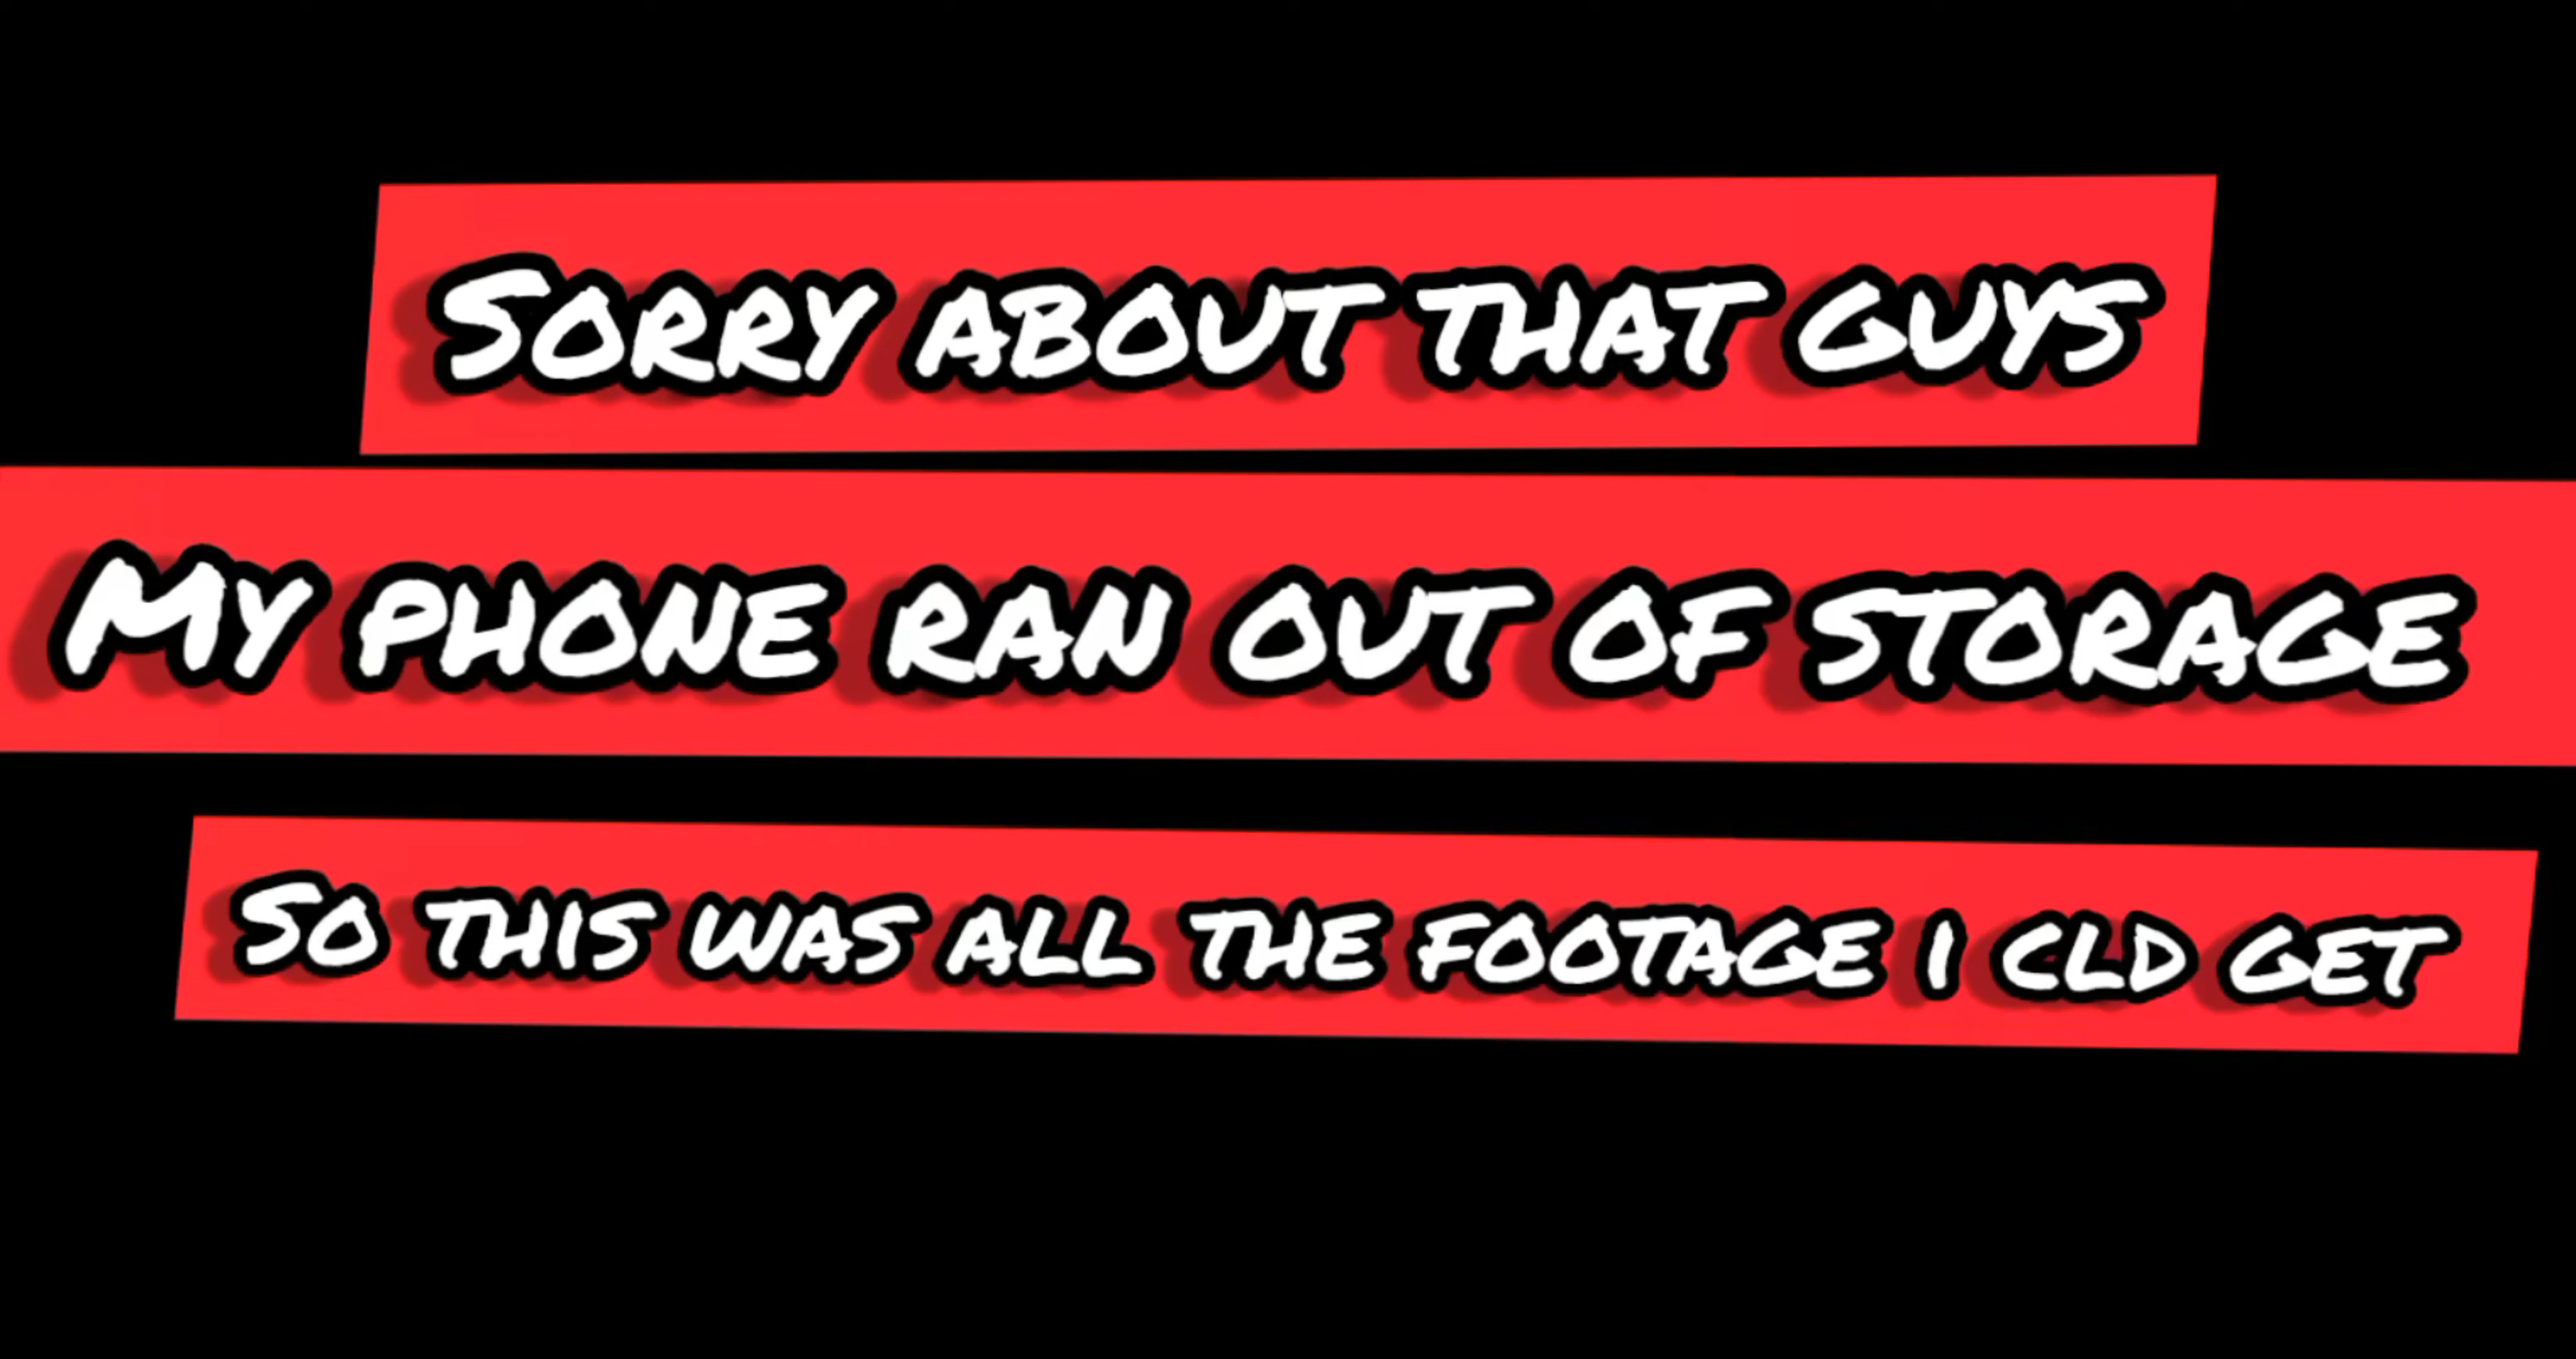 Sorry about that guys
My phone ran out of storage
So this was all the footage i cld get